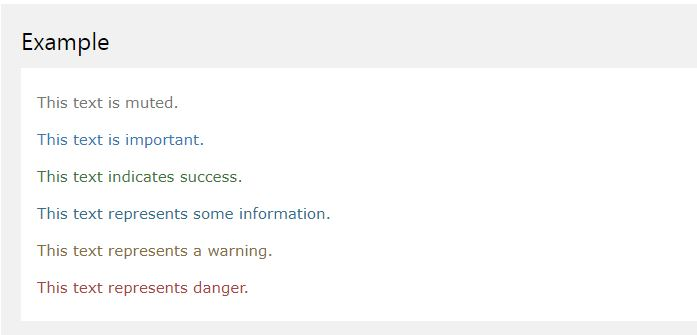 Example
This text is muted.
This text is important.
This text indicates success.
This text represents some information.
This text represents a warning.
This text represents danger.